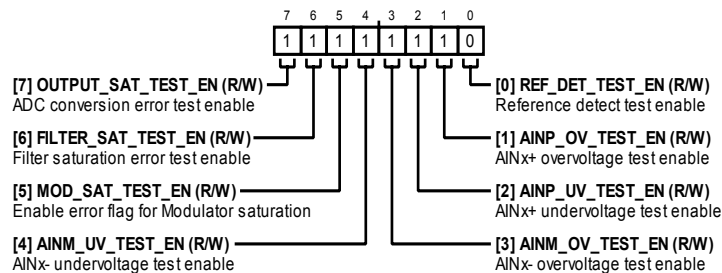 7 6 5 4 3 2 1 0
1 1 1 1 1 1 1 0
[7] OUTPUT_SAT_TEST_EN (R/W)
ADC conversion error test enable
[6] FILTER_SAT_TEST_EN (R/W)
Filter saturation error test enable
[5] MOD_SAT_TEST_EN (R/W)
Enable error flag for Modulator saturation
[4] AINM_UV_TEST_EN (R/W)
AINx- undervoltage test enable
[0] REF_DET_TEST_EN (R/W)
Reference detect test enable
[1] AINP_OV_TEST_EN (R/W)
AINx+ overvoltage test enable
[2] AINP_UV_TEST_EN (R/W)
AINx+ undervoltage test enable
[3] AINM_OV_TEST_EN (R/W)
AINx- overvoltage test enable